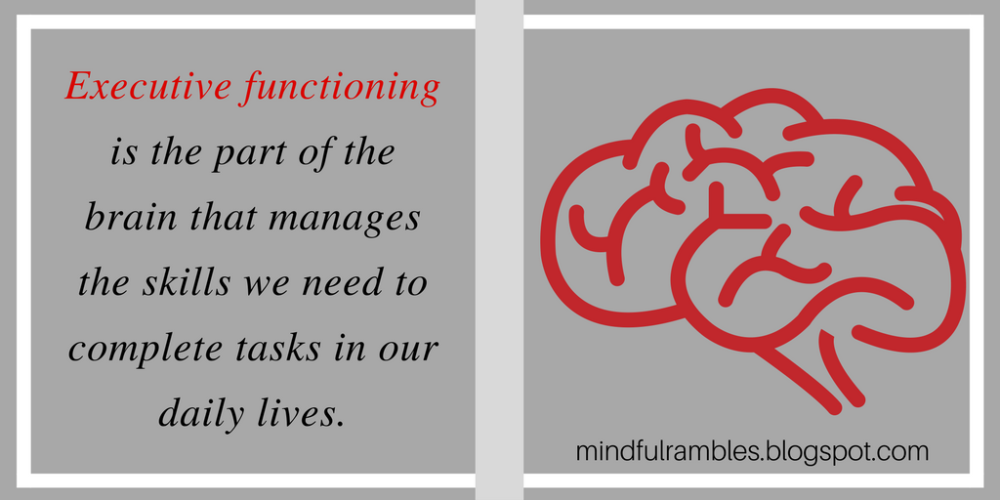 Executive functioning
is the part of the
brain that manages
the skills we need to
complete tasks in our
daily lives.
mindfulrambles.blogspot.com